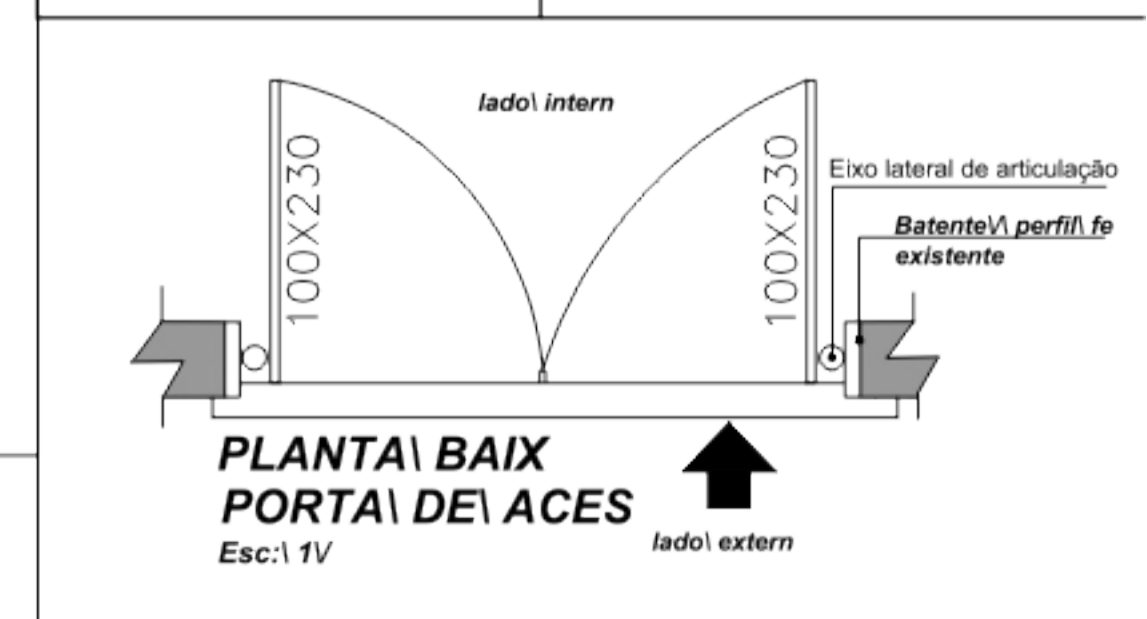 lado\ intern
100X230
100X230
Eixo lateral de articulação
Batente\/\ perfil\ fe
existente
PLANTA\ BAIX
PORTA\ DE\ ACES
Esc:\ 1\/
lado\ extern